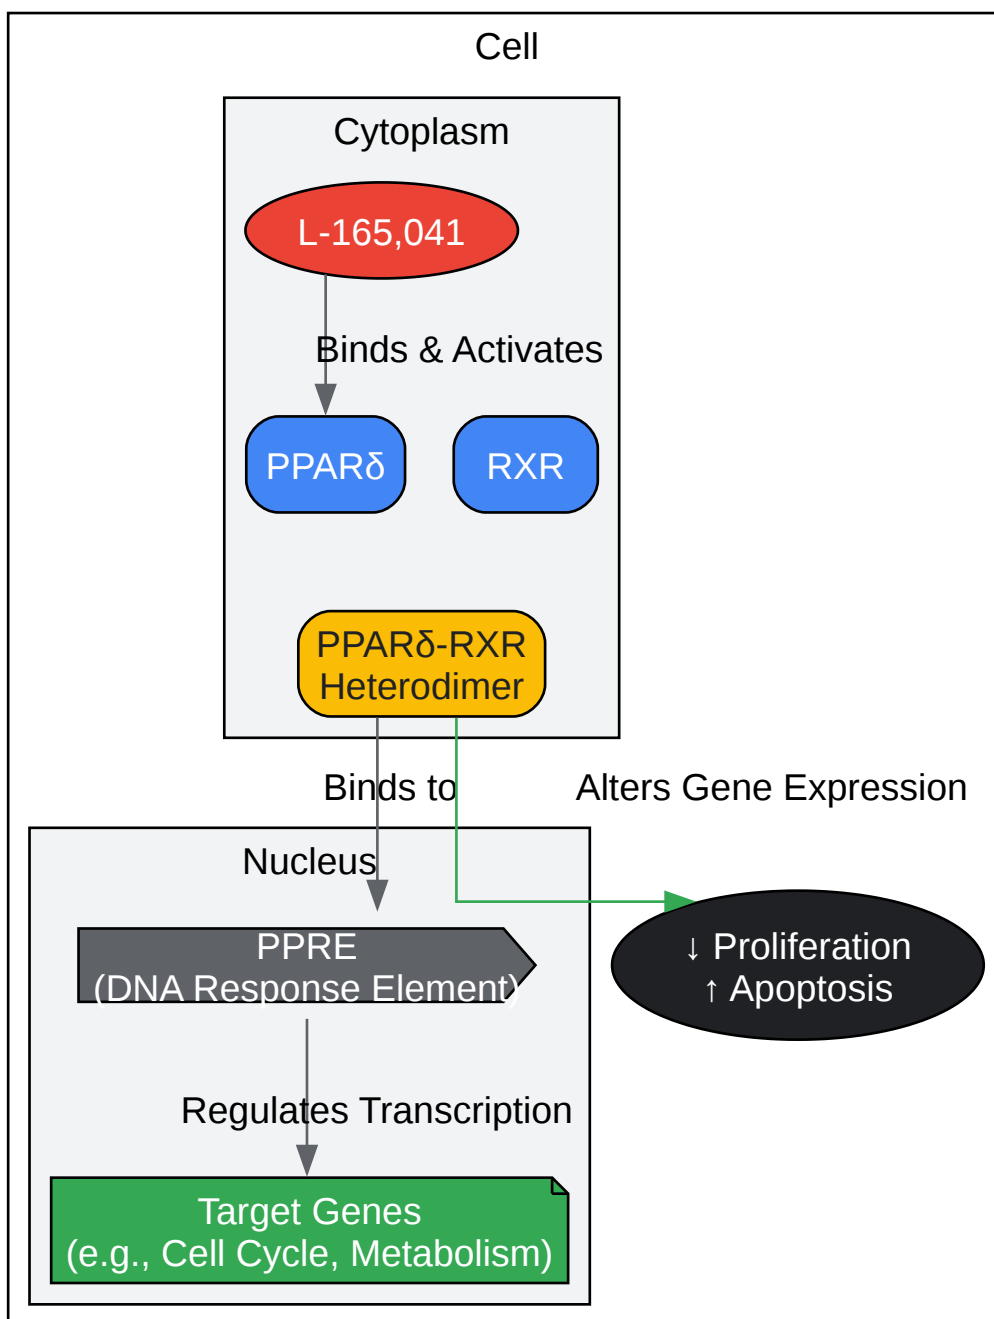 Cell
Cytoplasm
L-165,041
Binds & Activates
PPARδ
RXR
PPARδ-RXR
Heterodimer
Binds to
Alters Gene Expression
Nucleus
PPRE
(DNA Response Element)
↓ Proliferation
↑ Apoptosis
Regulates Transcription
Target Genes
(e.g., Cell Cycle, Metabolism)